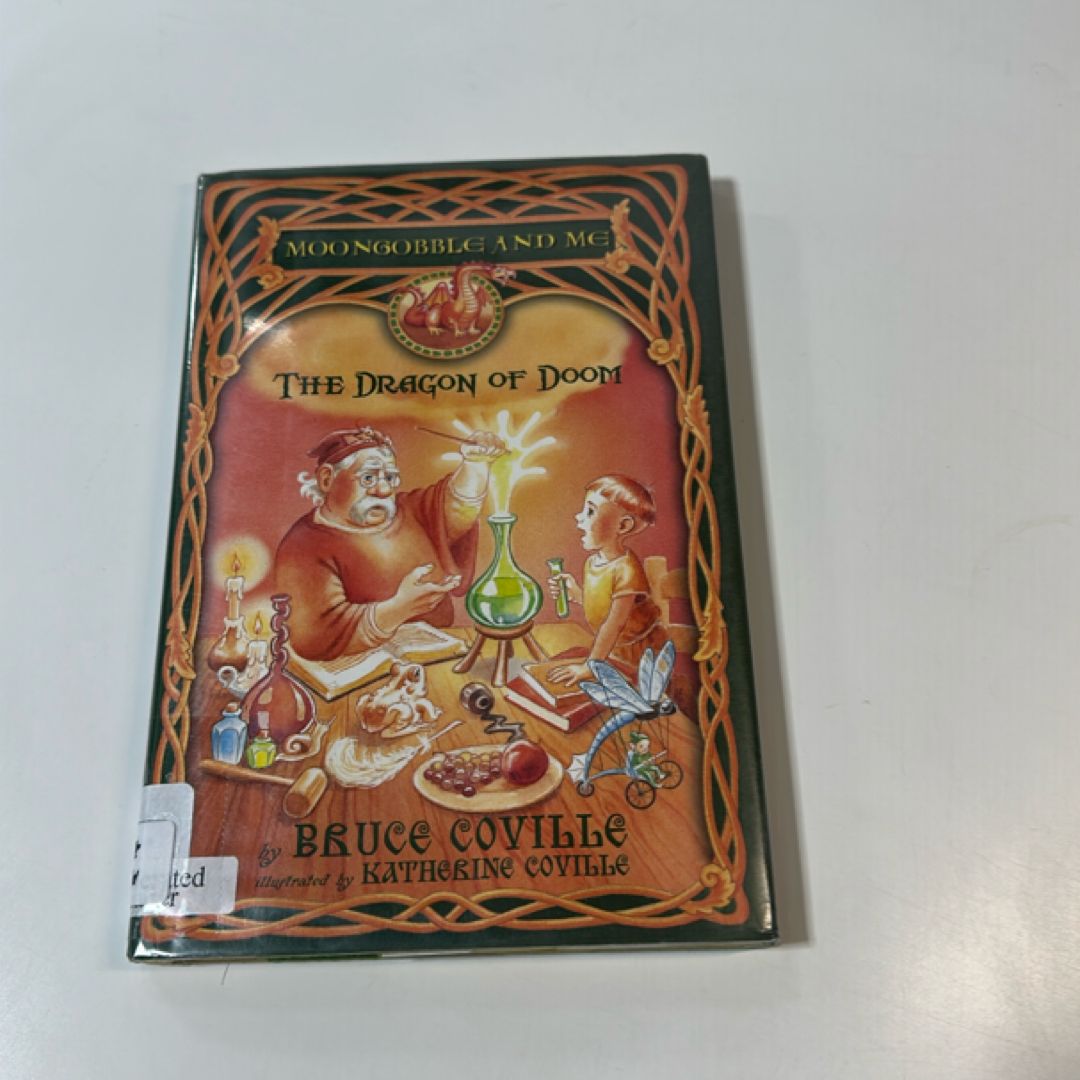 MOONGOBBLE AND ME
THE DRAGON OF DOOM
by BRUCE COVILLE
illustrated by KATHERINE COVILLE